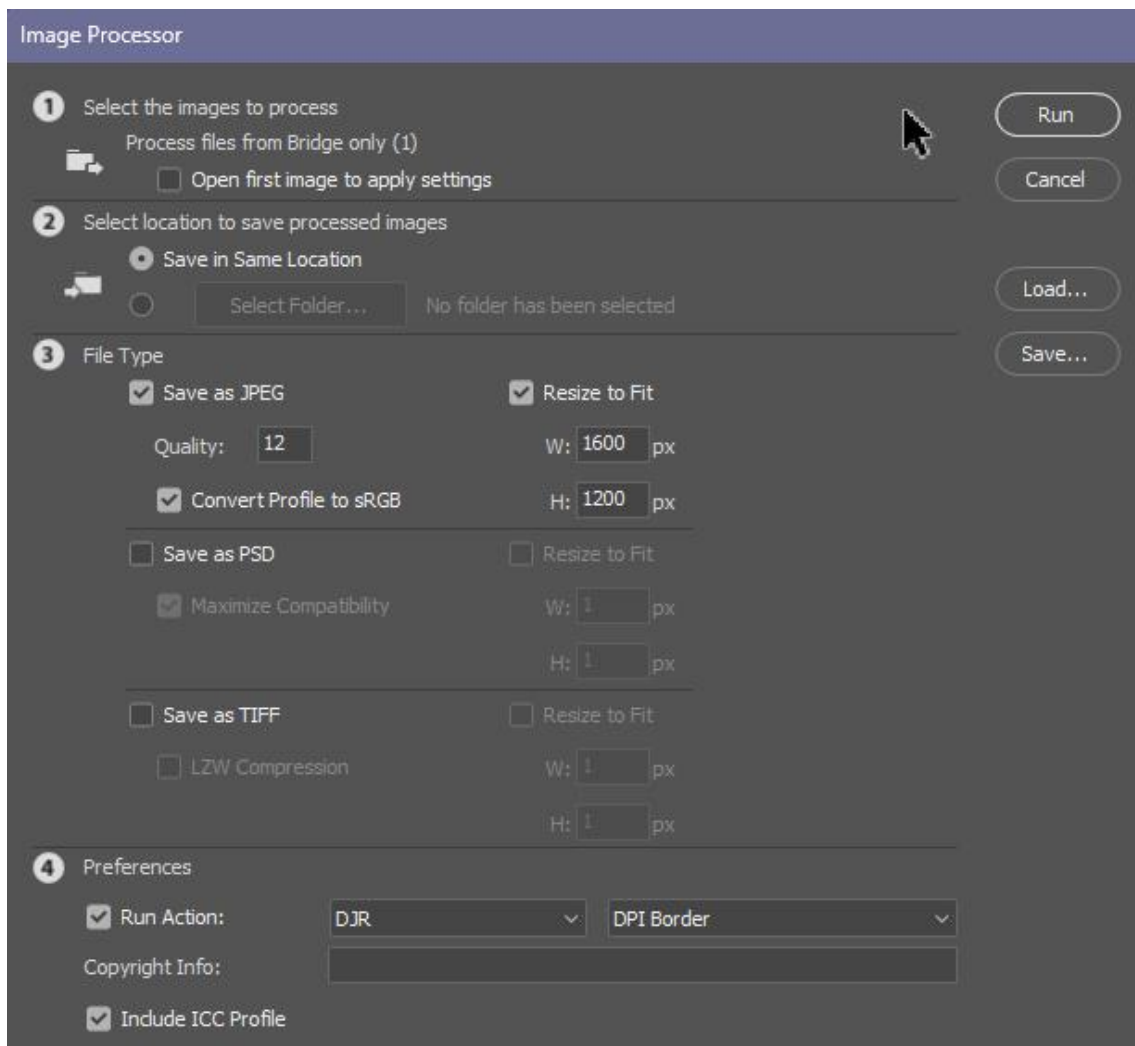 Image Processor
1 Select the images to process
Process files from Bridge only (1)
Open first image to apply settings
Run
Cancel
2 Select location to save processed images
Save in Same Location
Select Folder... No folder has been selected
Load...
Save...
3 File Type
Save as JPEG Resize to Fit
Quality: 12 W: 1600 px
Convert Profile to sRGB H: 1200 px
Save as PSD Resize to Fit
Maximize Compatibility W: 1 px
H: 1 px
Save as TIFF Resize to Fit
LZW Compression W: 1 px
H: 1 px
4 Preferences
Run Action: DJR DPI Border
Copyright Info:
Include ICC Profile